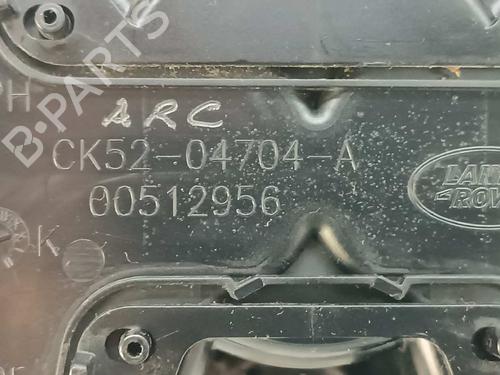 B-PARTS
H
ARC
CK52-04704-A
00512956
LAND
-ROVER
K